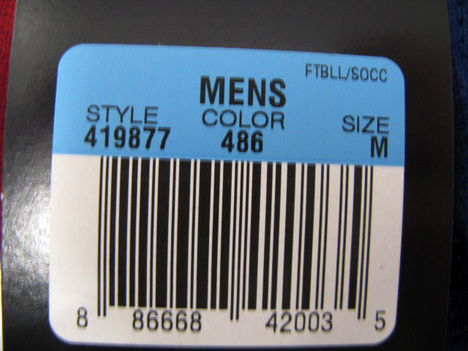 FTBLL/SOCC
MENS
STYLE COLOR SIZE
419877 486 M
8 86668 42003 5